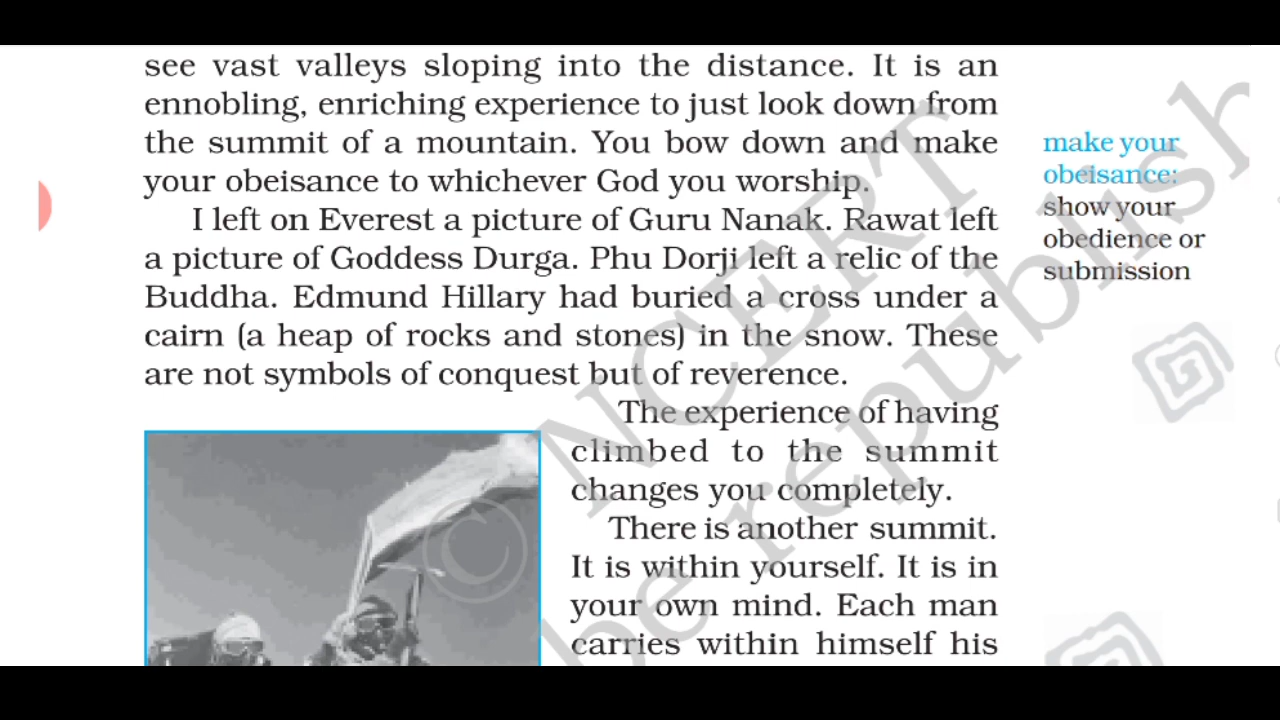 see vast valleys sloping into the distance. It is an
ennobling, enriching experience to just look down from
the summit of a mountain. You bow down and make
your obeisance to whichever God you worship.
I left on Everest a picture of Guru Nanak. Rawat left
a picture of Goddess Durga. Phu Dorji left a relic of the
Buddha. Edmund Hillary had buried a cross under a
cairn (a heap of rocks and stones) in the snow. These
are not symbols of conquest but of reverence.
The experience of having
climbed to the summit
changes you completely.
There is another summit.
It is within yourself. It is in
your own mind. Each man
carries within himself his
make your
obeisance:
show your
obedience or
submission
© NCERT
be republish